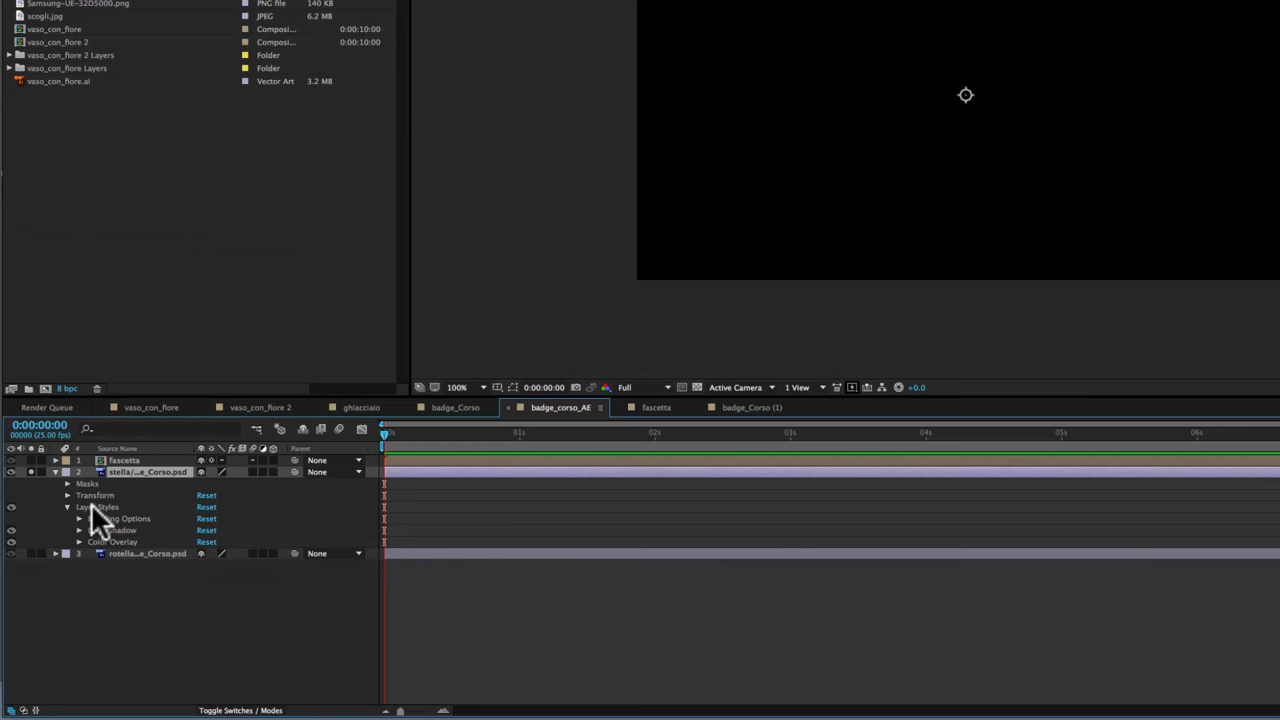 Samsung-UE-32D5000.png PNG file 140 KB
scogli.jpg JPEG 6.2 MB
vaso_con_fiore Composi... 0:00:10:00
vaso_con_fiore 2 Composi... 0:00:10:00
vaso_con_fiore 2 Layers Folder
vaso_con_fiore Layers Folder
vaso_con_fiore.ai Vector Art 3.2 MB
8 bpc
100% 0:00:00:00 Full Active Camera 1 View +0.0
Render Queue vaso_con_fiore vaso_con_fiore 2 ghiacciaio badge_Corso badge_corso_AE fascetta badge_Corso (1)
0:00:00:00
00000 (25.00 fps)
01s 02s 03s 04s 05s 06s
# Source Name Parent
1 fascetta None
2 stella/...e_Corso.psd None
Masks
Transform Reset
Styles Reset
Options Reset
Shadow Reset
Color Overlay Reset
3 rotella...e_Corso.psd None
Toggle Switches / Modes